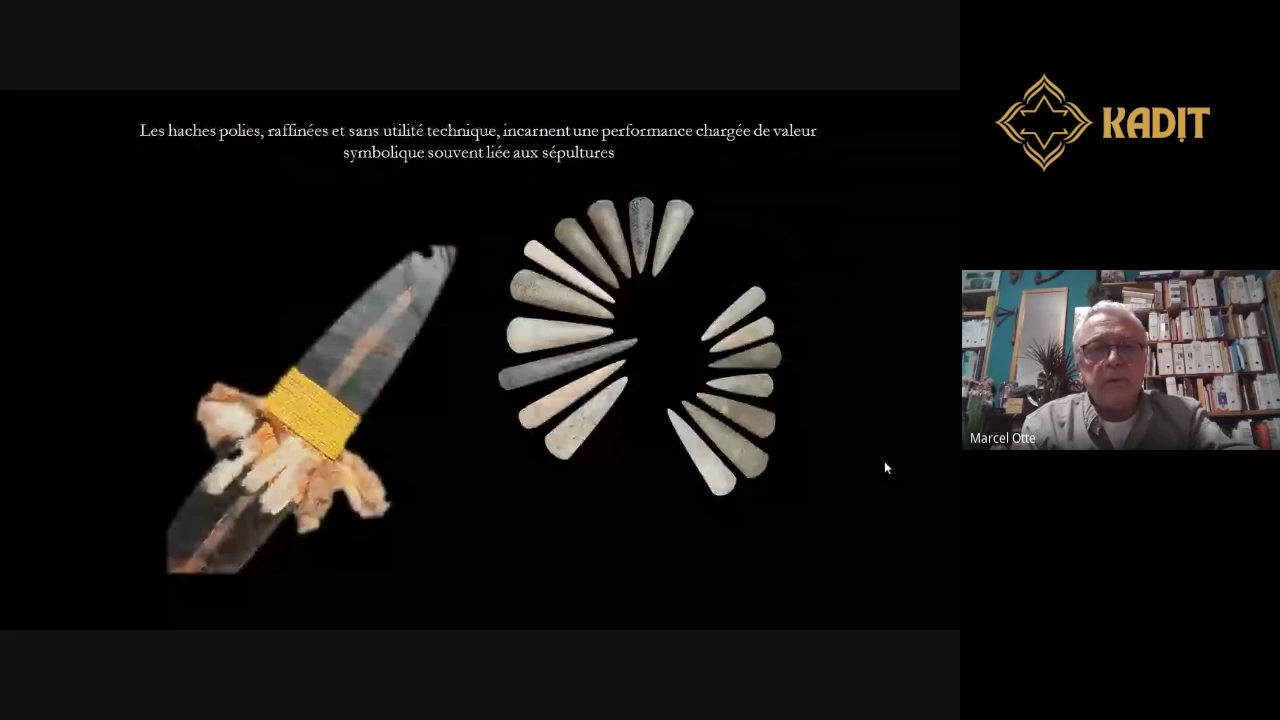 Les haches polies, raffinées et sans utilité technique, incarnent une performance chargée de valeur
symbolique souvent liée aux sépultures
KADỊT
Marcel Otte